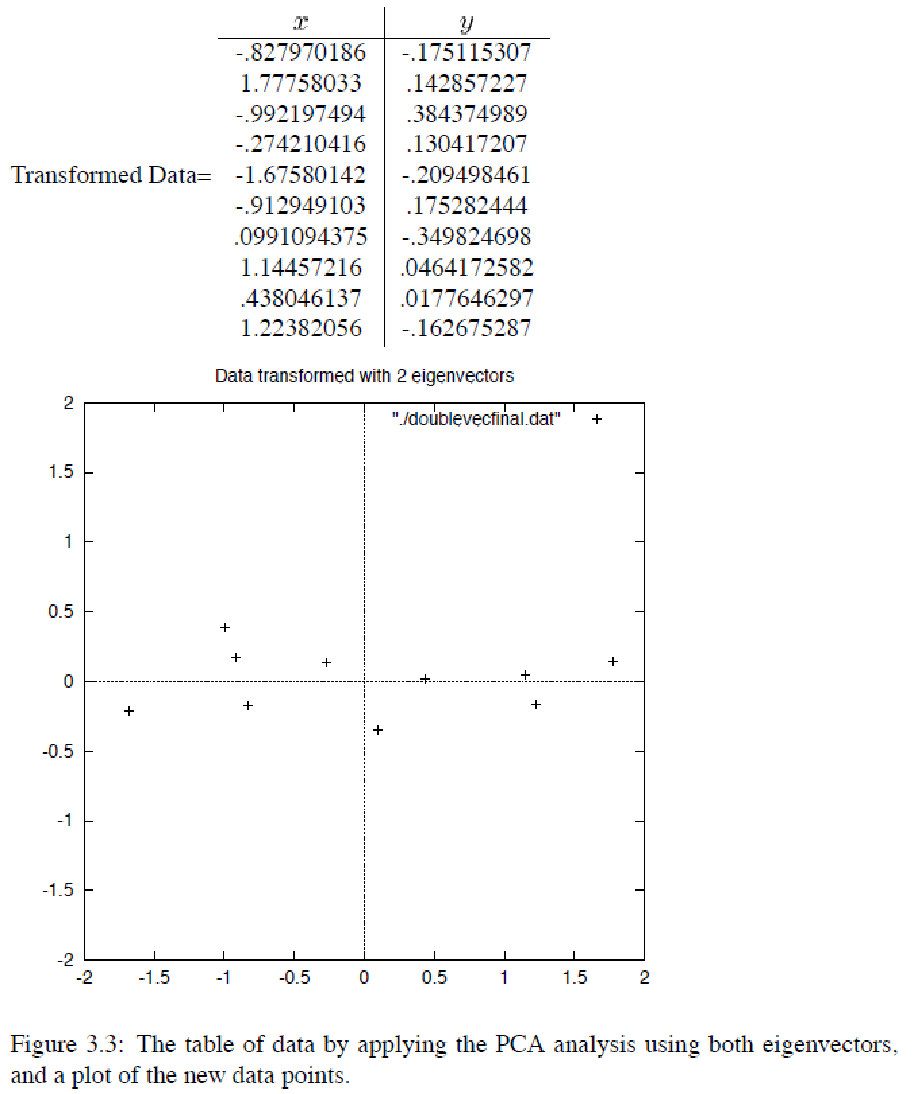 x y
-.827970186 -.175115307
1.77758033 .142857227
-.992197494 .384374989
-.274210416 .130417207
Transformed Data= -1.67580142 -.209498461
-.912949103 .175282444
.0991094375 -.349824698
1.14457216 .0464172582
.438046137 .0177646297
1.22382056 -.162675287
Data transformed with 2 eigenvectors
"./doublevecfinal.dat"
2
1.5
1
0.5
0
-0.5
-1
-1.5
-2
-2 -1.5 -1 -0.5 0 0.5 1 1.5 2
Figure 3.3: The table of data by applying the PCA analysis using both eigenvectors,
and a plot of the new data points.